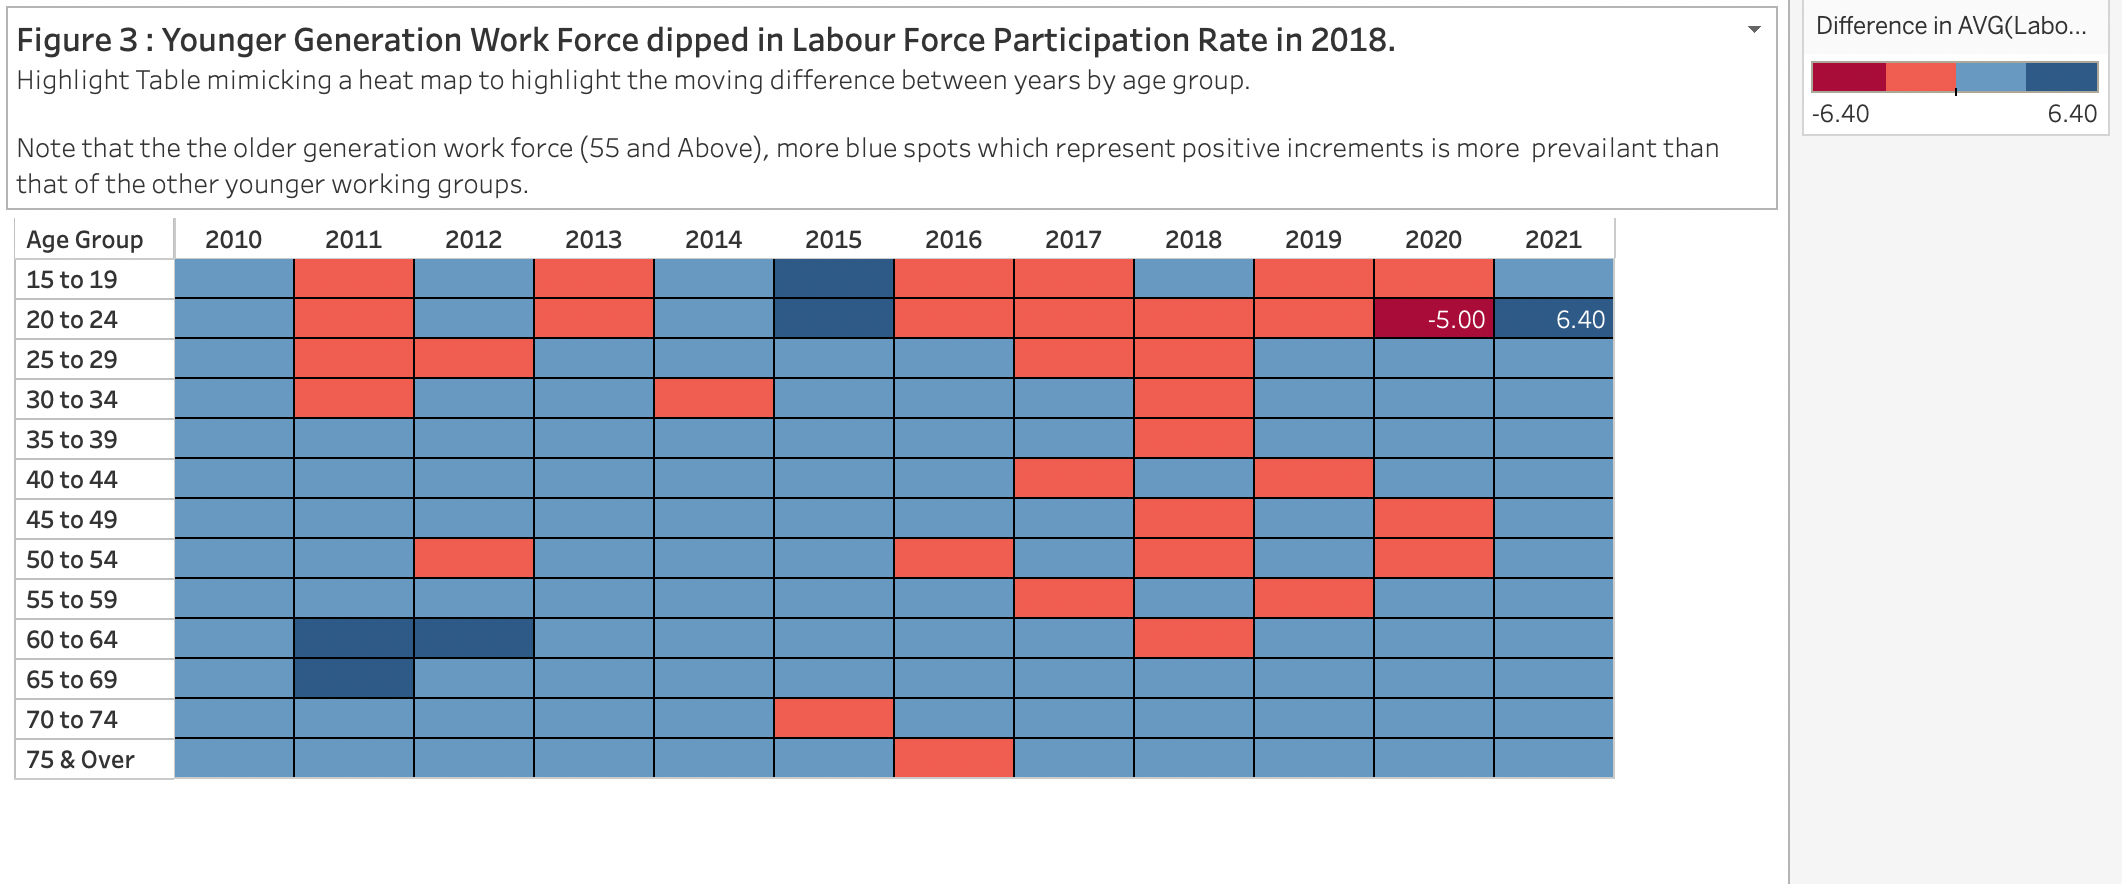 Figure 3 : Younger Generation Work Force dipped in Labour Force Participation Rate in 2018.
Highlight Table mimicking a heat map to highlight the moving difference between years by age group.
Note that the the older generation work force (55 and Above), more blue spots which represent positive increments is more  prevailant than
that of the other younger working groups.
Difference in AVG(Labo...
-6.40 6.40
Age Group 2010 2011 2012 2013 2014 2015 2016 2017 2018 2019 2020 2021
15 to 19
20 to 24 -5.00 6.40
25 to 29
30 to 34
35 to 39
40 to 44
45 to 49
50 to 54
55 to 59
60 to 64
65 to 69
70 to 74
75 & Over